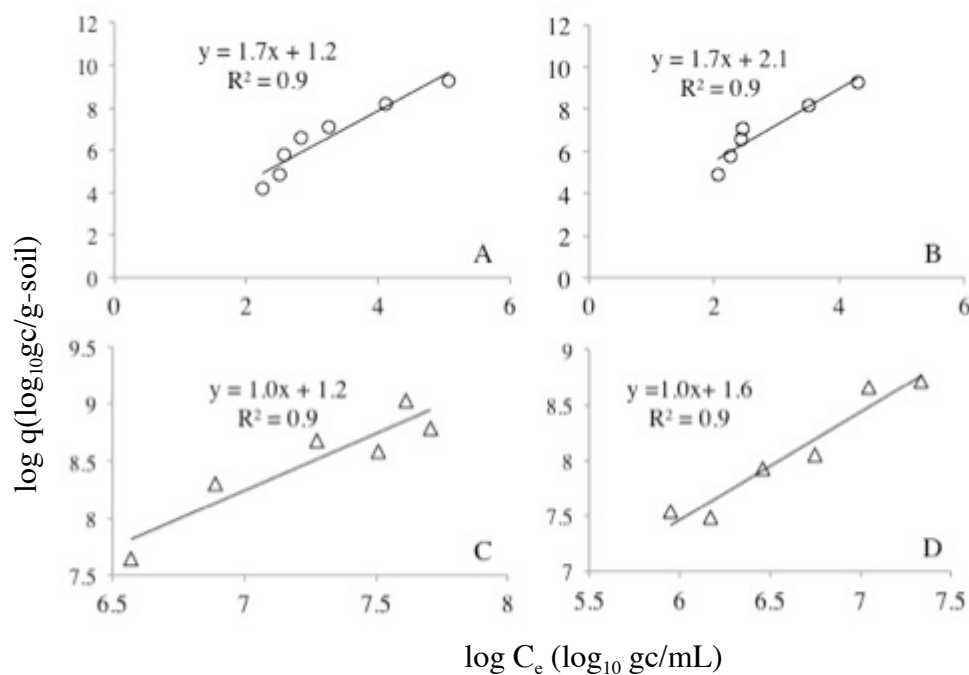 12
10
8
6
4
2
0
y = 1.7x + 1.2
R² = 0.9
A
0 2 4 6
12
10
8
6
4
2
0
y = 1.7x + 2.1
R² = 0.9
B
0 2 4 6
log q(log₁₀gc/g-soil)
9.5
9
8.5
8
7.5
y = 1.0x + 1.2
R² = 0.9
C
6.5 7 7.5 8
9
8.5
8
7.5
7
y =1.0x+ 1.6
R² = 0.9
D
5.5 6 6.5 7 7.5
log Cₑ (log₁₀ gc/mL)